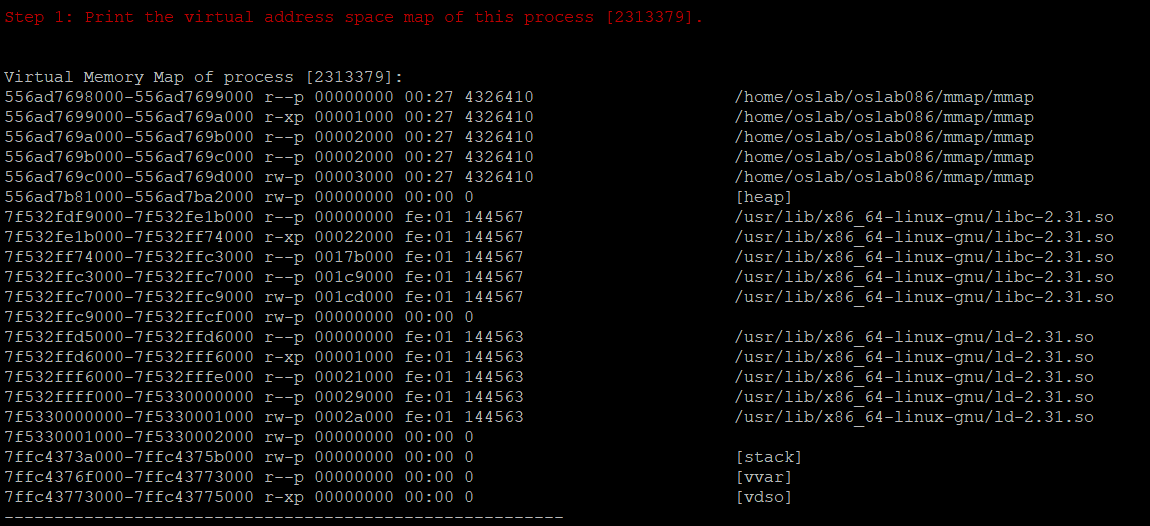 Step 1: Print the virtual address space map of this process [2313379].
Virtual Memory Map of process [2313379]:
556ad7698000-556ad7699000 r--p 00000000 00:27 4326410 /home/oslab/oslab086/mmap/mmap
556ad7699000-556ad769a000 r-xp 00001000 00:27 4326410 /home/oslab/oslab086/mmap/mmap
556ad769a000-556ad769b000 r--p 00002000 00:27 4326410 /home/oslab/oslab086/mmap/mmap
556ad769b000-556ad769c000 r--p 00002000 00:27 4326410 /home/oslab/oslab086/mmap/mmap
556ad769c000-556ad769d000 rw-p 00003000 00:27 4326410 /home/oslab/oslab086/mmap/mmap
556ad7b81000-556ad7ba2000 rw-p 00000000 00:00 0 [heap]
7f532fdf9000-7f532fe1b000 r--p 00000000 fe:01 144567 /usr/lib/x86_64-linux-gnu/libc-2.31.so
7f532fe1b000-7f532ff74000 r-xp 00022000 fe:01 144567 /usr/lib/x86_64-linux-gnu/libc-2.31.so
7f532ff74000-7f532ffc3000 r--p 0017b000 fe:01 144567 /usr/lib/x86_64-linux-gnu/libc-2.31.so
7f532ffc3000-7f532ffc7000 r--p 001c9000 fe:01 144567 /usr/lib/x86_64-linux-gnu/libc-2.31.so
7f532ffc7000-7f532ffc9000 rw-p 001cd000 fe:01 144567 /usr/lib/x86_64-linux-gnu/libc-2.31.so
7f532ffc9000-7f532ffcf000 rw-p 00000000 00:00 0
7f532ffd5000-7f532ffd6000 r--p 00000000 fe:01 144563 /usr/lib/x86_64-linux-gnu/ld-2.31.so
7f532ffd6000-7f532fff6000 r-xp 00001000 fe:01 144563 /usr/lib/x86_64-linux-gnu/ld-2.31.so
7f532fff6000-7f532fffe000 r--p 00021000 fe:01 144563 /usr/lib/x86_64-linux-gnu/ld-2.31.so
7f532ffff000-7f5330000000 r--p 00029000 fe:01 144563 /usr/lib/x86_64-linux-gnu/ld-2.31.so
7f5330000000-7f5330001000 rw-p 0002a000 fe:01 144563 /usr/lib/x86_64-linux-gnu/ld-2.31.so
7f5330001000-7f5330002000 rw-p 00000000 00:00 0
7ffc4373a000-7ffc4375b000 rw-p 00000000 00:00 0 [stack]
7ffc4376f000-7ffc43773000 r--p 00000000 00:00 0 [vvar]
7ffc43773000-7ffc43775000 r-xp 00000000 00:00 0 [vdso]
--------------------------------------------------------